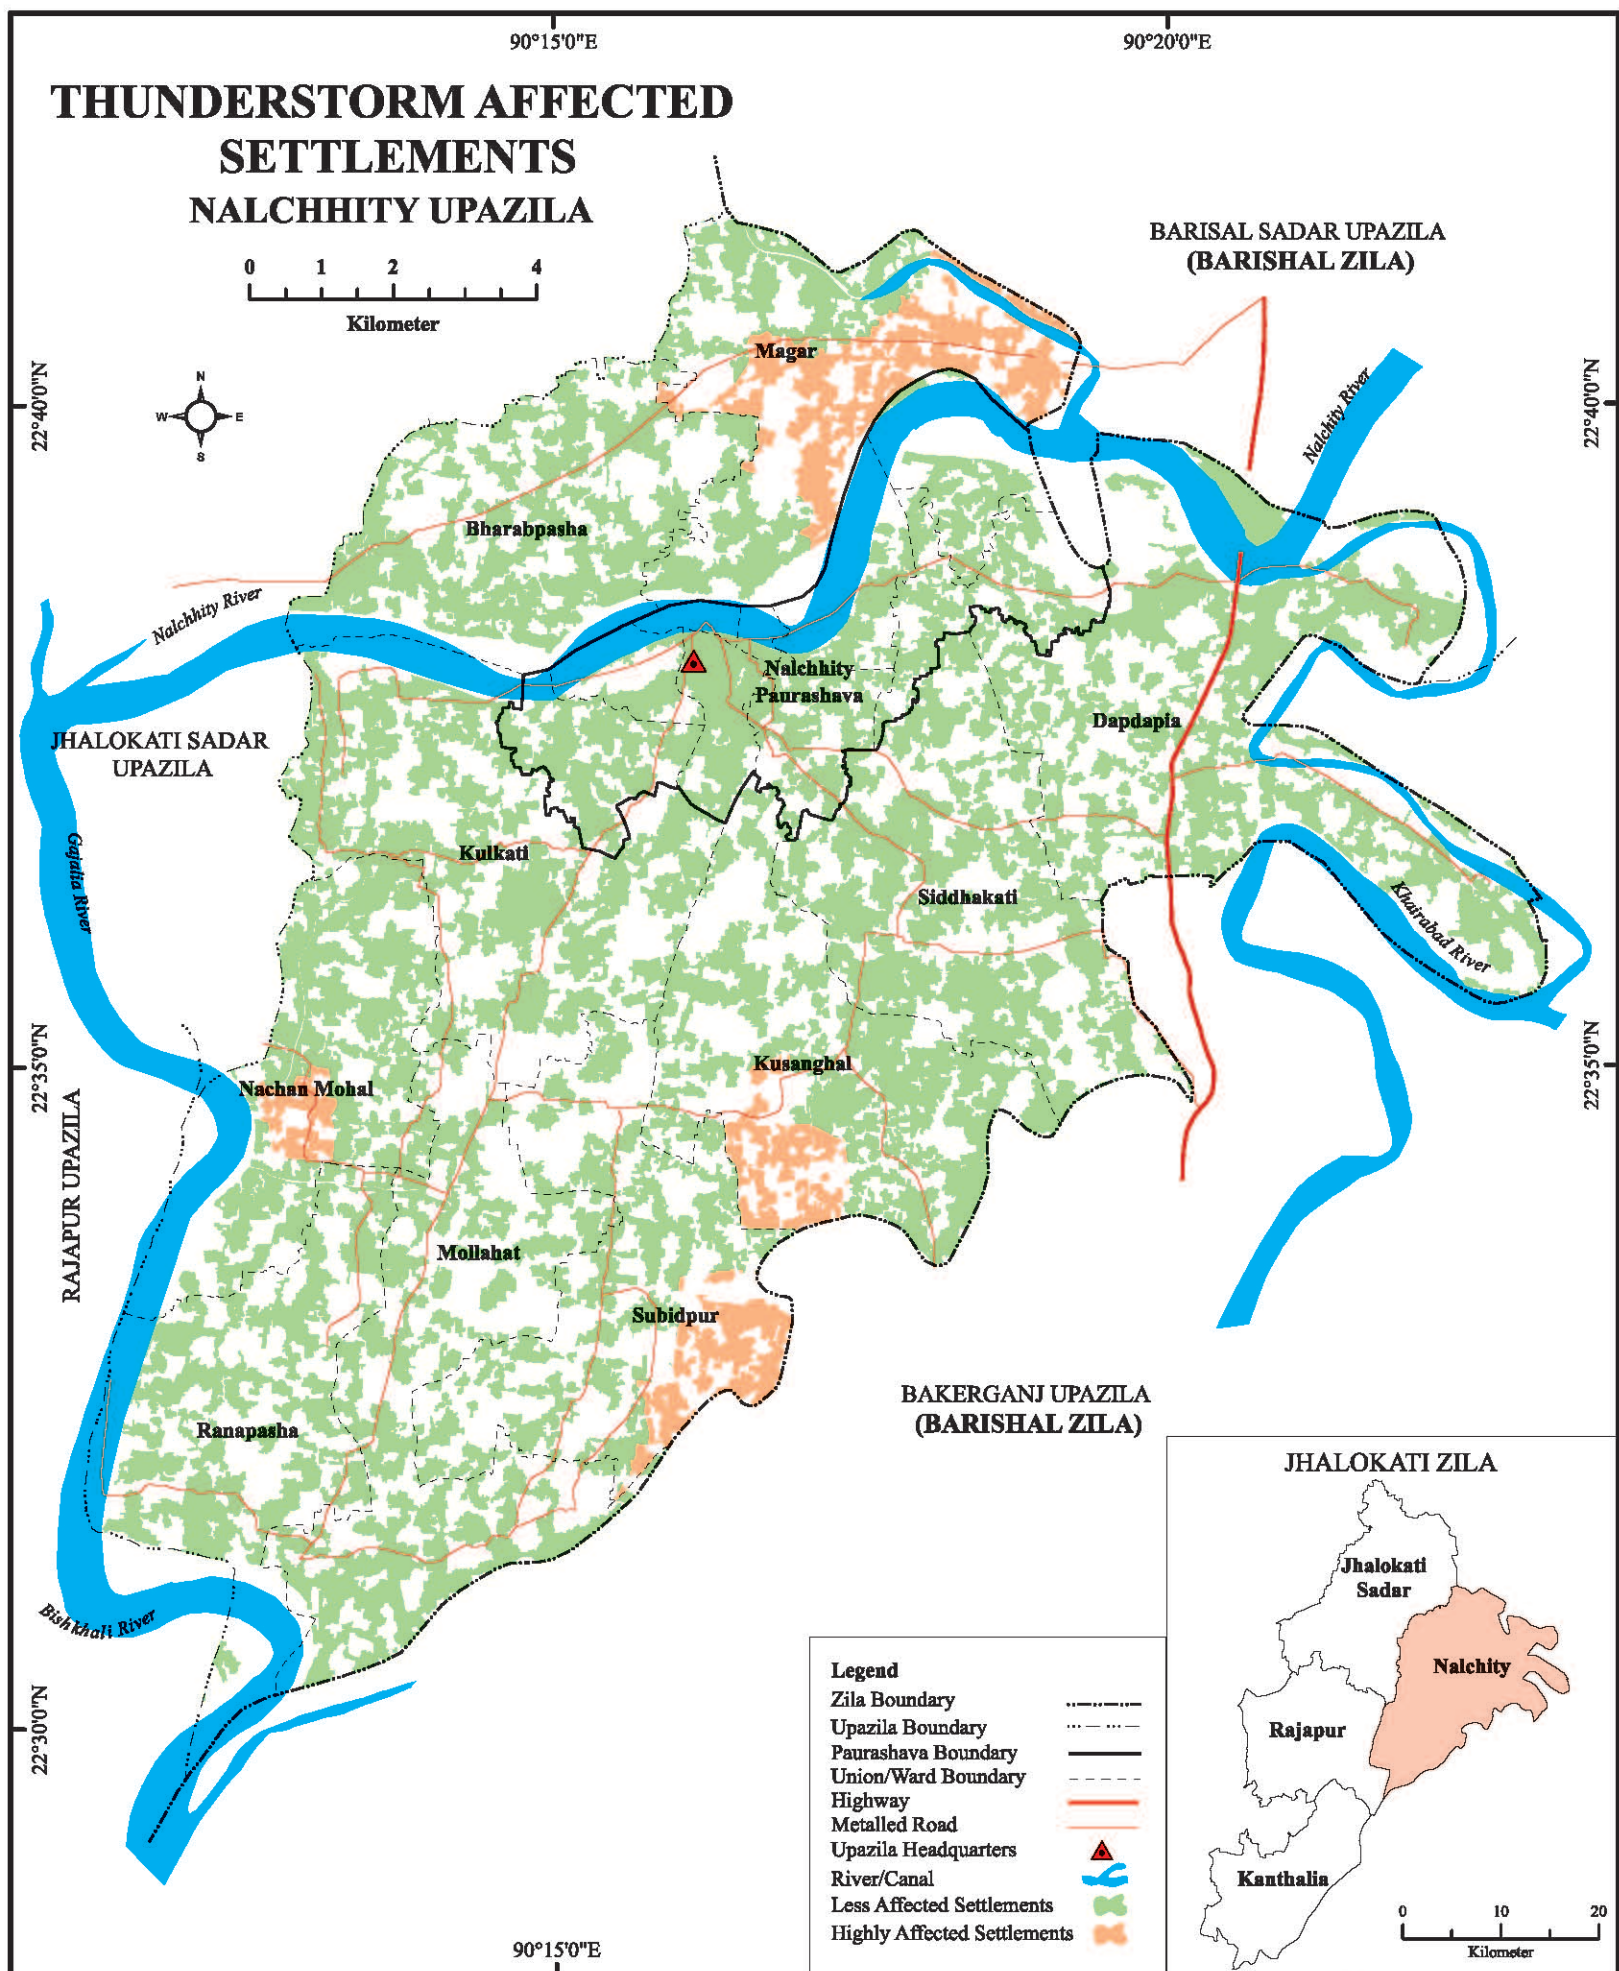 90°15'0"E
90°20'0"E
THUNDERSTORM AFFECTED
SETTLEMENTS
NALCHHITY UPAZILA
0 1 2 4
Kilometer
BARISAL SADAR UPAZILA
(BARISHAL ZILA)
Magar
N
W E
S
22°40'0"N
22°40'0"N
Nalchity River
Bharabpasha
Nalchhity River
Nalchhity
Paurashava
Dapdapia
JHALOKATI SADAR
UPAZILA
Gajalia River
Kulkati
Siddhakati
Khairabad River
22°35'0"N
22°35'0"N
Kusanghal
Nachan Mohal
RAJAPUR UPAZILA
Mollahat
Subidpur
BAKERGANJ UPAZILA
(BARISHAL ZILA)
Ranapasha
Bishkhali River
22°30'0"N
90°15'0"E
Legend
Zila Boundary
Upazila Boundary
Paurashava Boundary
Union/Ward Boundary
Highway
Metalled Road
Upazila Headquarters
River/Canal
Less Affected Settlements
Highly Affected Settlements
JHALOKATI ZILA
Jhalokati
Sadar
Nalchity
Rajapur
Kanthalia
0 10 20
Kilometer